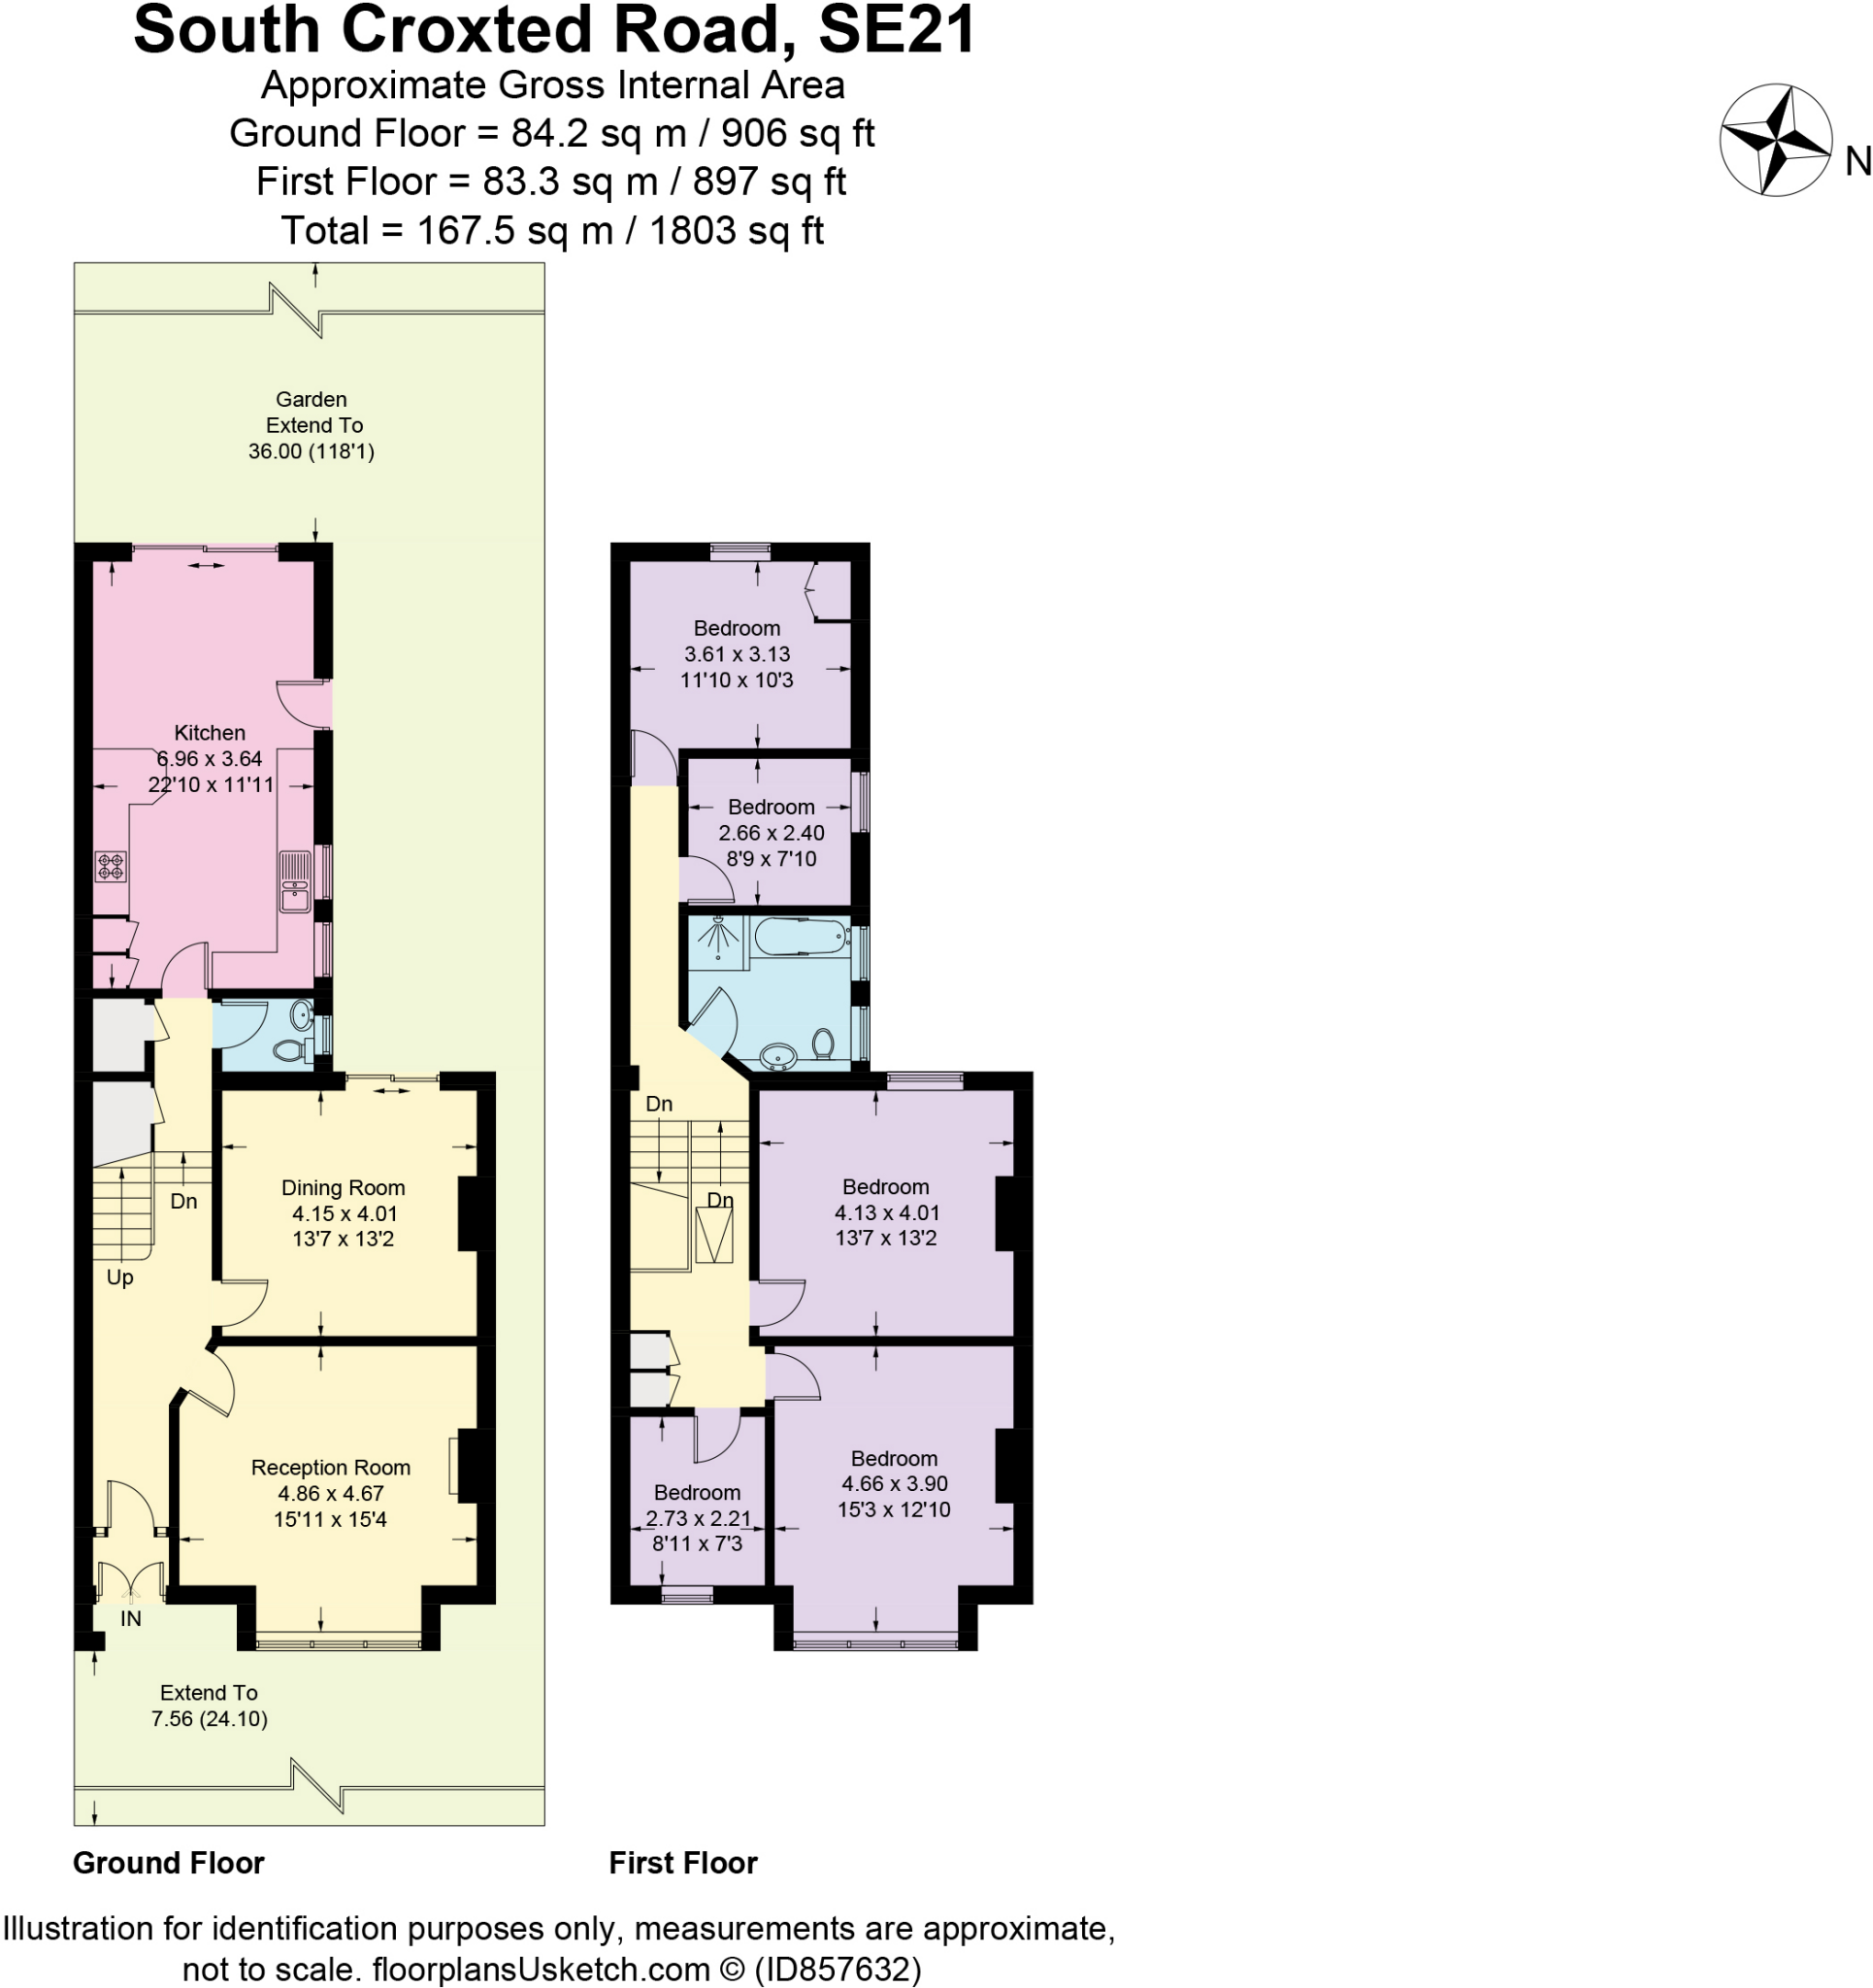 South Croxted Road, SE21
Approximate Gross Internal Area
Ground Floor = 84.2 sq m / 906 sq ft
First Floor = 83.3 sq m / 897 sq ft
Total = 167.5 sq m / 1803 sq ft
N
Garden
Extend To
36.00 (118'1)
Kitchen
6.96 x 3.64
22'10 x 11'11
Dn
Up
Dining Room
4.15 x 4.01
13'7 x 13'2
Reception Room
4.86 x 4.67
15'11 x 15'4
IN
Extend To
7.56 (24.10)
Ground Floor
Bedroom
3.61 x 3.13
11'10 x 10'3
Bedroom
2.66 x 2.40
8'9 x 7'10
Dn
Dn
Bedroom
4.13 x 4.01
13'7 x 13'2
Bedroom
4.66 x 3.90
15'3 x 12'10
Bedroom
2.73 x 2.21
8'11 x 7'3
First Floor
Illustration for identification purposes only, measurements are approximate,
not to scale. floorplansUsketch.com © (ID857632)